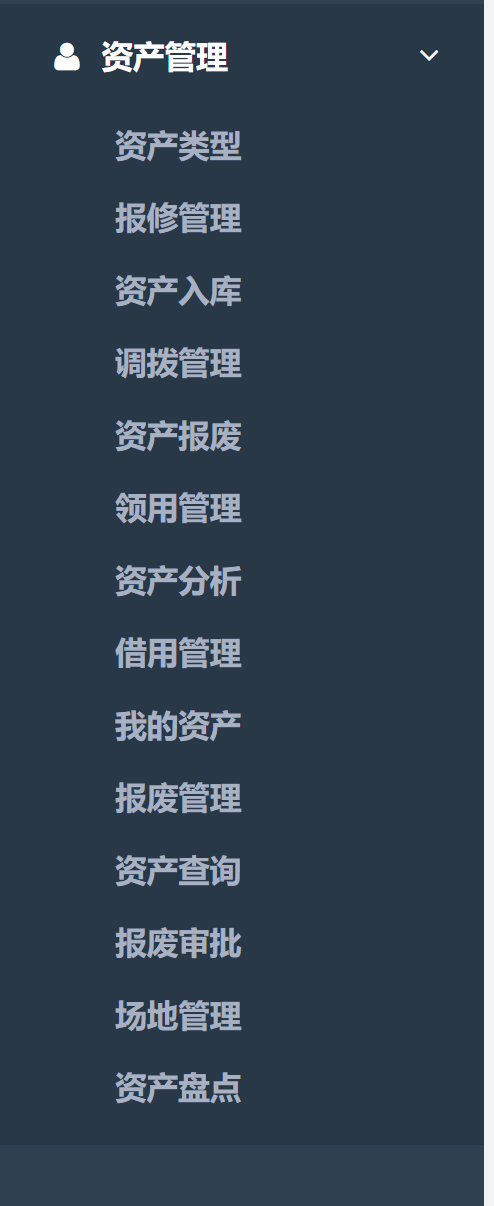 资产管理
资产类型
报修管理
资产入库
调拨管理
资产报废
领用管理
资产分析
借用管理
我的资产
报废管理
资产查询
报废审批
场地管理
资产盘点